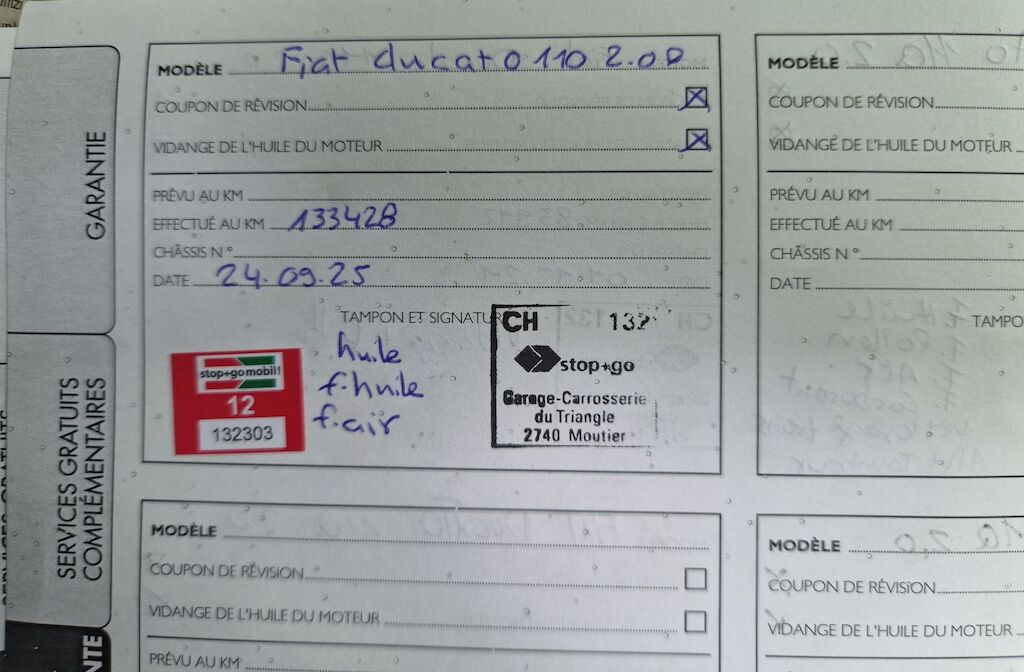 GARANTIE
SERVICES GRATUITS
COMPLÉMENTAIRES
MODÈLE Fiat ducato 110 2.0D
COUPON DE RÉVISION
VIDANGE DE L'HUILE DU MOTEUR
PRÉVU AU KM
EFFECTUÉ AU KM 133428
CHÂSSIS N°
DATE 24.09.25
TAMPON ET SIGNATUR
huile
f.huile
f.air
stop+go mobil!
12
132303
CH 132
stop+go
Garage-Carrosserie
du Triangle
2740 Moutier
MODÈLE
COUPON DE RÉVISION
VIDANGE DE L'HUILE DU MOTEUR
PRÉVU AU KM
EFFECTUÉ AU KM
CHÂSSIS N°
DATE
TAMPO
MODÈLE
COUPON DE RÉVISION
VIDANGE DE L'HUILE DU MOTEUR
PRÉVU AU KM
MODÈLE
COUPON DE RÉVISION
VIDANGE DE L'HUILE DU MOTEUR
NTE